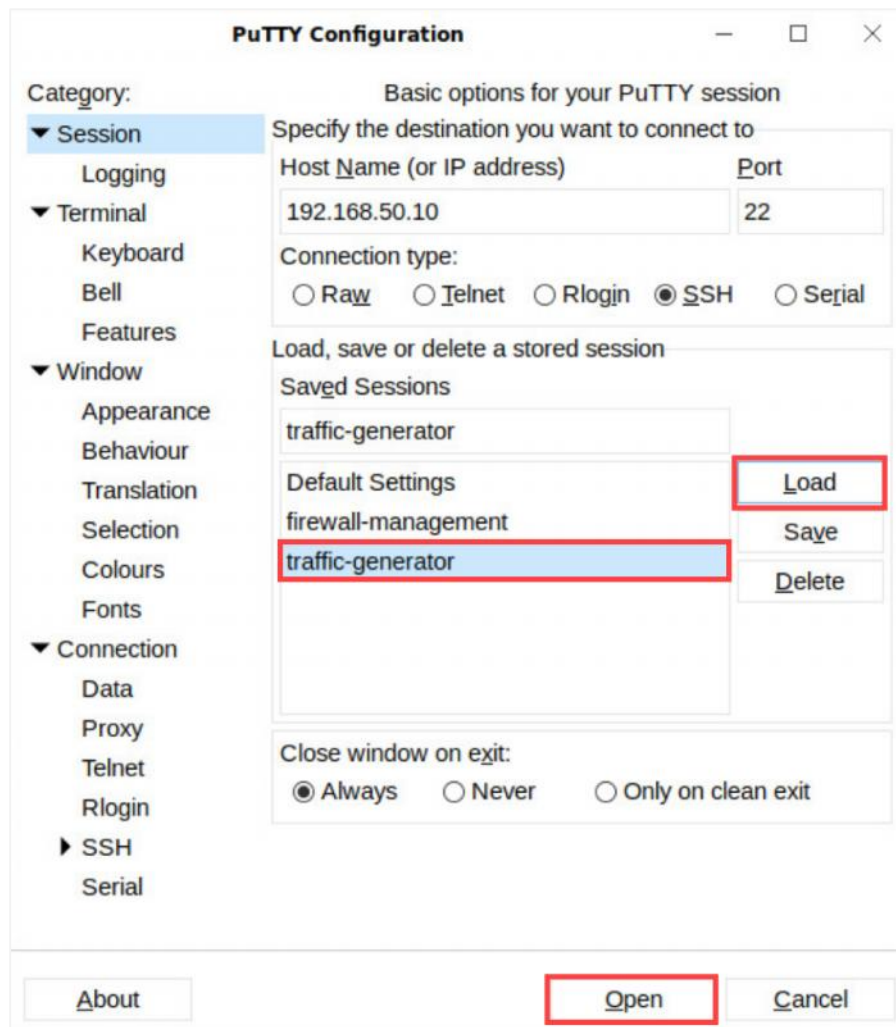 PuTTY Configuration
Category:
Session
Logging
Terminal
Keyboard
Bell
Features
Window
Appearance
Behaviour
Translation
Selection
Colours
Fonts
Connection
Data
Proxy
Telnet
Rlogin
SSH
Serial
Basic options for your PuTTY session
Specify the destination you want to connect to
Host Name (or IP address) Port
192.168.50.10 22
Connection type:
Raw Telnet Rlogin SSH Serial
Load, save or delete a stored session
Saved Sessions
traffic-generator
Default Settings
firewall-management
traffic-generator
Load
Save
Delete
Close window on exit:
Always Never Only on clean exit
About Open Cancel